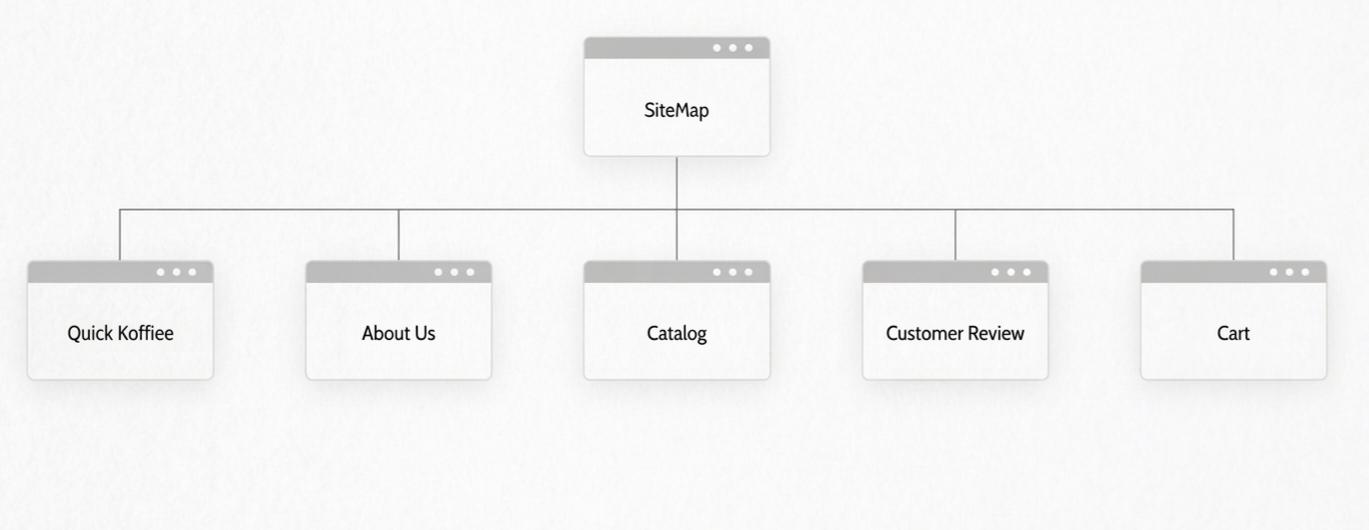 SiteMap
Quick Koffiee
About Us
Catalog
Customer Review
Cart